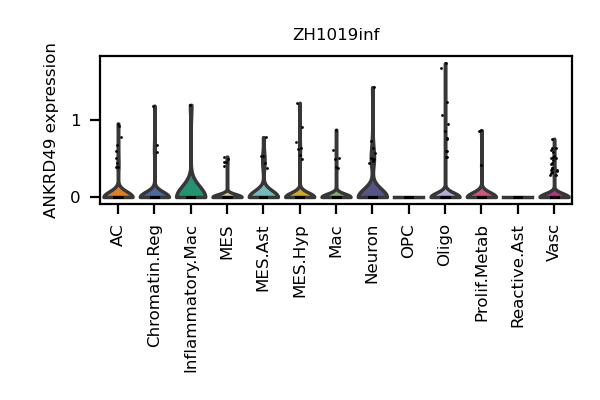 ZH1019inf
ANKRD49 expression
1
0
AC
Chromatin.Reg
Inflammatory.Mac
MES
MES.Ast
MES.Hyp
Mac
Neuron
OPC
Oligo
Prolif.Metab
Reactive.Ast
Vasc